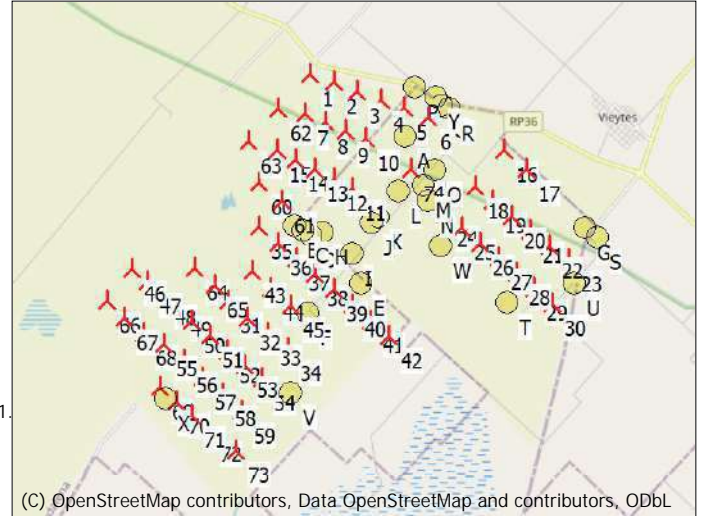 1 2 3 4 5 6 R Y
RP36
Vieytes
62 7 8 9 10 A
63 15 14 13 12 11 L M N
16 17 18 19 20 21 22 23 G S U
60 61 C H K J I E
24 25 26 27 28 29 30 T W
35 36 37 38 39 40 41 42
46 47 48 49 50 51 52 53 54
64 65 31 32 33 34 43 44 45
66 67 68 55 56 57 58 59 V
X 70 71 72 73
1.
(C) OpenStreetMap contributors, Data OpenStreetMap and contributors, ODbL